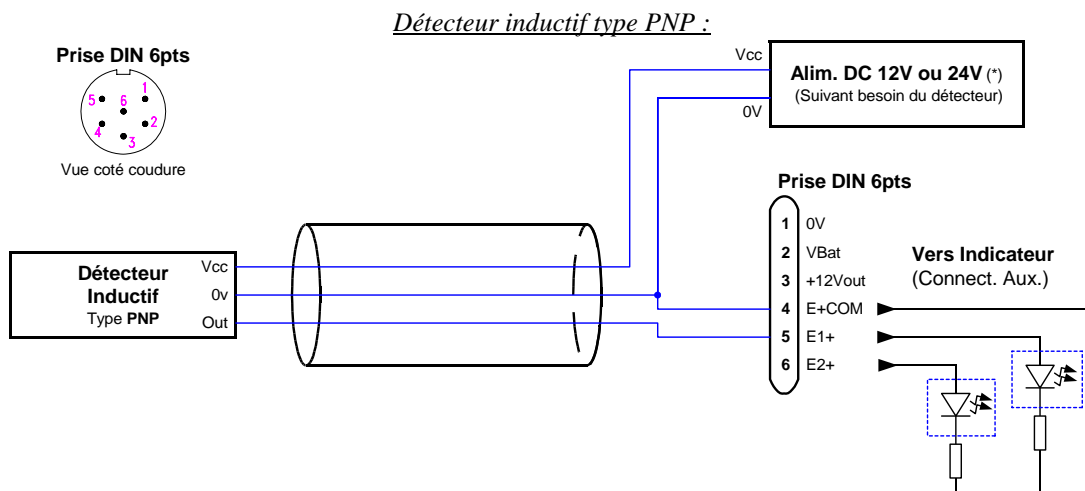 Détecteur inductif type PNP :
Prise DIN 6pts
1
5
6
4
2
3
Vue coté coudure
Vcc
Alim. DC 12V ou 24V (*)
(Suivant besoin du détecteur)
0V
Prise DIN 6pts
1 0V
2 VBat
3 +12Vout
4 E+COM
5 E1+
6 E2+
Vers Indicateur
(Connect. Aux.)
Détecteur
Inductif
Type PNP
Vcc
0v
Out